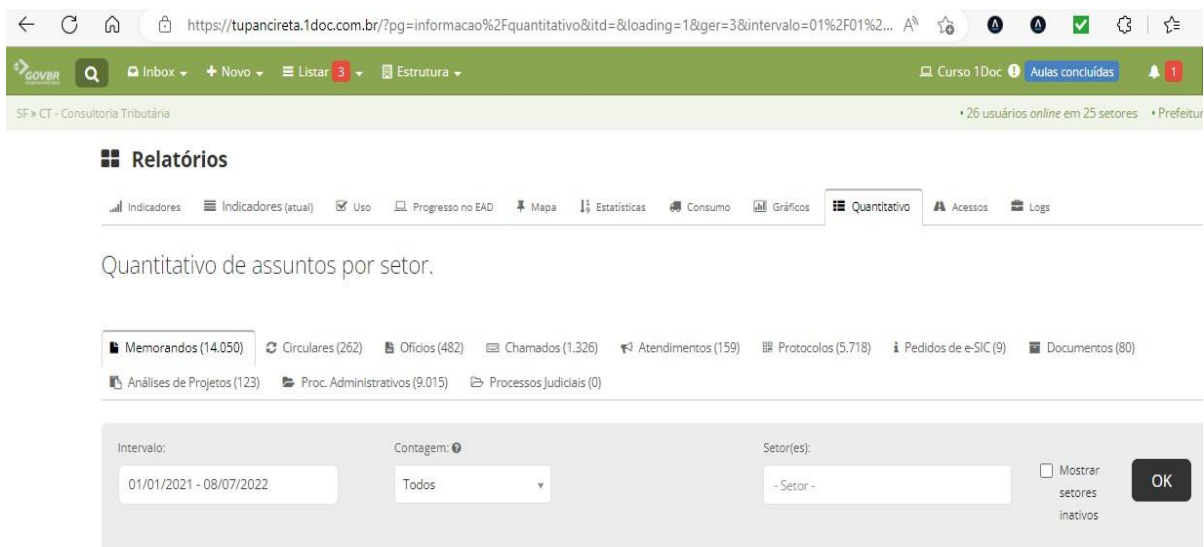 https://tupancireta.1doc.com.br/?pg=informacao%2Fquantitativo&itd=&loading=1&ger=3&intervalo=01%2F01%2... A
GOVBR Inbox + Novo Listar 3 Estrutura Curso 1Doc Aulas concluídas 1
SF » CT - Consultoria Tributária • 26 usuários online em 25 setores • Prefeitur
Relatórios
Indicadores Indicadores (atual) Uso Progresso no EAD Mapa Estatísticas Consumo Gráficos Quantitativo Acessos Logs
Quantitativo de assuntos por setor.
Memorandos (14.050) Circulares (262) Ofícios (482) Chamados (1.326) Atendimentos (159) Protocolos (5.718) Pedidos de e-SIC (9) Documentos (80)
Análises de Projetos (123) Proc. Administrativos (9.015) Processos Judiciais (0)
Intervalo: Contagem: Setor(es):
01/01/2021 - 08/07/2022 Todos - Setor - Mostrar setores inativos OK